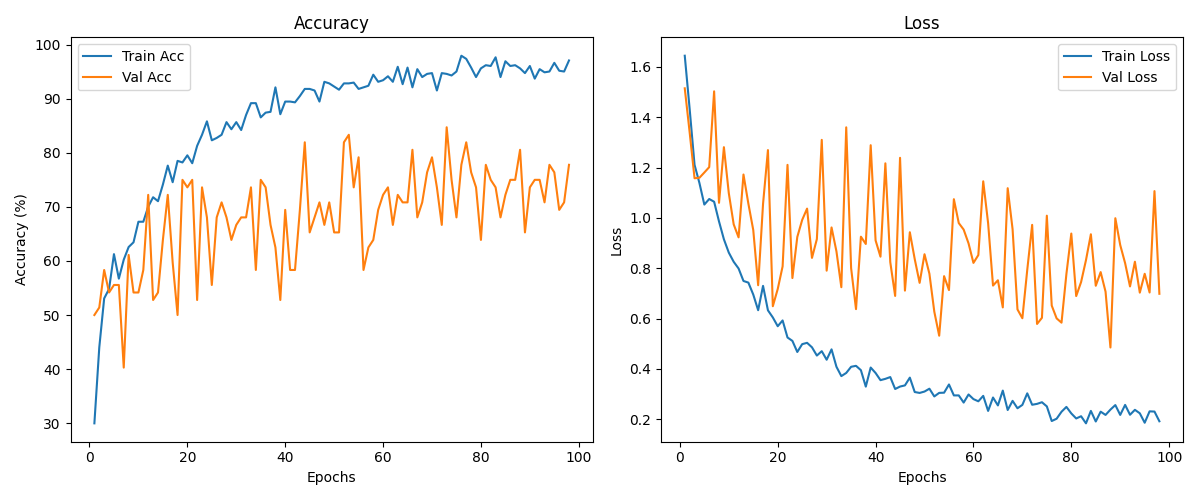 Accuracy
Train Acc
Val Acc
Accuracy (%)
100
90
80
70
60
50
40
30
0 20 40 60 80 100
Epochs
Loss
Train Loss
Val Loss
Loss
1.6
1.4
1.2
1.0
0.8
0.6
0.4
0.2
0 20 40 60 80 100
Epochs